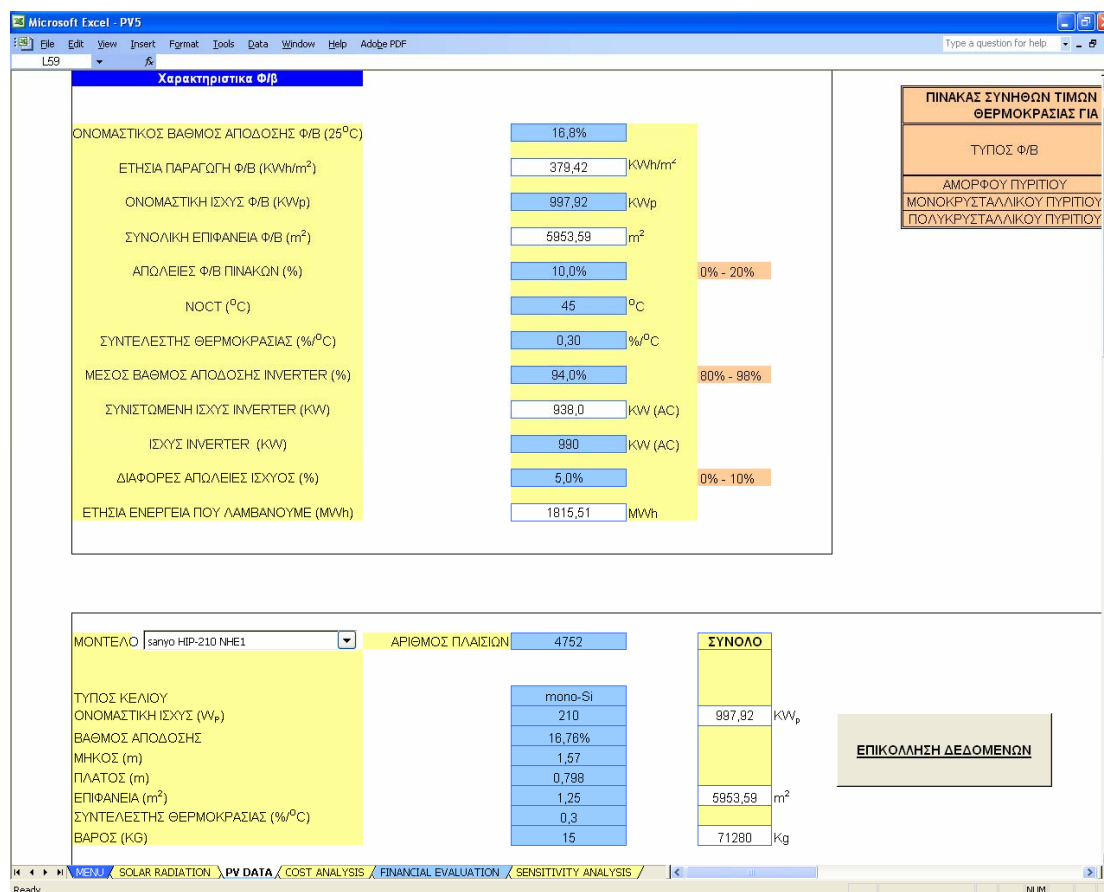 Microsoft Excel - PV5
File Edit View Insert Format Tools Data Window Help Adobe PDF Type a question for help
L59 fx
Χαρακτηριστικα Φ/β
ΟΝΟΜΑΣΤΙΚΟΣ ΒΑΘΜΟΣ ΑΠΟΔΟΣΗΣ Φ/Β (25°C) 16,8%
ΕΤΗΣΙΑ ΠΑΡΑΓΩΓΗ Φ/Β (KWh/m²) 379,42 KWh/m²
ΟΝΟΜΑΣΤΙΚΗ ΙΣΧΥΣ Φ/Β (KWp) 997,92 KWp
ΣΥΝΟΛΙΚΗ ΕΠΙΦΑΝΕΙΑ Φ/Β (m²) 5953,59 m²
ΑΠΩΛΕΙΕΣ Φ/Β ΠΙΝΑΚΩΝ (%) 10,0% 0% - 20%
NOCT (°C) 45 °C
ΣΥΝΤΕΛΕΣΤΗΣ ΘΕΡΜΟΚΡΑΣΙΑΣ (%/°C) 0,30 %/°C
ΜΕΣΟΣ ΒΑΘΜΟΣ ΑΠΟΔΟΣΗΣ INVERTER (%) 94,0% 80% - 98%
ΣΥΝΙΣΤΩΜΕΝΗ ΙΣΧΥΣ INVERTER (KW) 938,0 KW (AC)
ΙΣΧΥΣ INVERTER (KW) 990 KW (AC)
ΔΙΑΦΟΡΕΣ ΑΠΩΛΕΙΕΣ ΙΣΧΥΟΣ (%) 5,0% 0% - 10%
ΕΤΗΣΙΑ ΕΝΕΡΓΕΙΑ ΠΟΥ ΛΑΜΒΑΝΟΥΜΕ (MWh) 1815,51 MWh
ΠΙΝΑΚΑΣ ΣΥΝΗΘΩΝ ΤΙΜΩΝ
ΘΕΡΜΟΚΡΑΣΙΑΣ ΓΙΑ
ΤΥΠΟΣ Φ/Β
ΑΜΟΡΦΟΥ ΠΥΡΙΤΙΟΥ
ΜΟΝΟΚΡΥΣΤΑΛΛΙΚΟΥ ΠΥΡΙΤΙΟΥ
ΠΟΛΥΚΡΥΣΤΑΛΛΙΚΟΥ ΠΥΡΙΤΙΟΥ
ΜΟΝΤΕΛΟ sanyo HIP-210 NHE1 ΑΡΙΘΜΟΣ ΠΛΑΙΣΙΩΝ 4752 ΣΥΝΟΛΟ
ΤΥΠΟΣ ΚΕΛΙΟΥ mono-Si
ΟΝΟΜΑΣΤΙΚΗ ΙΣΧΥΣ (Wₚ) 210 997,92 KWₚ
ΒΑΘΜΟΣ ΑΠΟΔΟΣΗΣ 16,76%
ΜΗΚΟΣ (m) 1,57
ΠΛΑΤΟΣ (m) 0,798
ΕΠΙΦΑΝΕΙΑ (m²) 1,25 5953,59 m²
ΣΥΝΤΕΛΕΣΤΗΣ ΘΕΡΜΟΚΡΑΣΙΑΣ (%/°C) 0,3
ΒΑΡΟΣ (KG) 15 71280 Kg
ΕΠΙΚΟΛΛΗΣΗ ΔΕΔΟΜΕΝΩΝ
MENU SOLAR RADIATION PV DATA COST ANALYSIS FINANCIAL EVALUATION SENSITIVITY ANALYSIS
Ready NUM